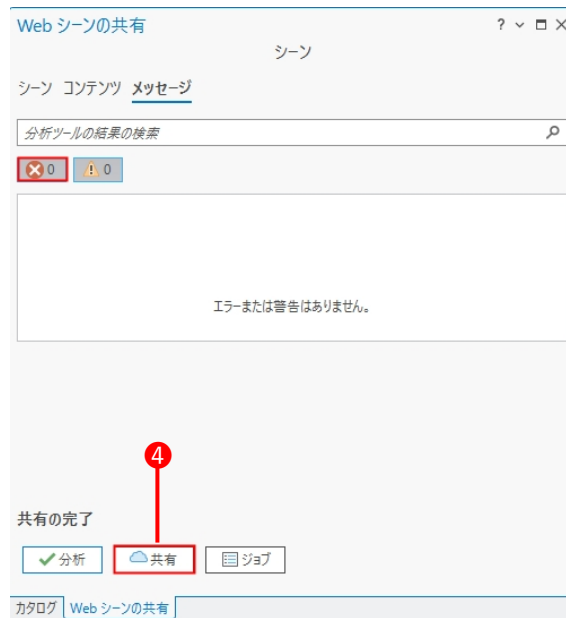 Web シーンの共有
シーン
シーン コンテンツ メッセージ
分析ツールの結果の検索
0 0
エラーまたは警告はありません。
4
共有の完了
分析 共有 ジョブ
カタログ Web シーンの共有